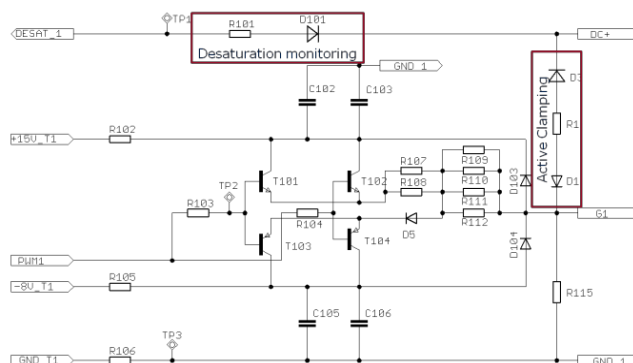 TP1
R101
D101
DESAT_1
DC+
Desaturation monitoring
GND_1
C102
C103
D3
R1
D1
Active Clamping
+15V_T1
R102
R107
R109
T101
T102
R108
R110
D103
TP2
R103
R111
R104
R112
G1
T103
T104
D5
D104
PWM1
-8V_T1
R105
R115
C105
C106
TP3
GND_T1
R106
GND_1